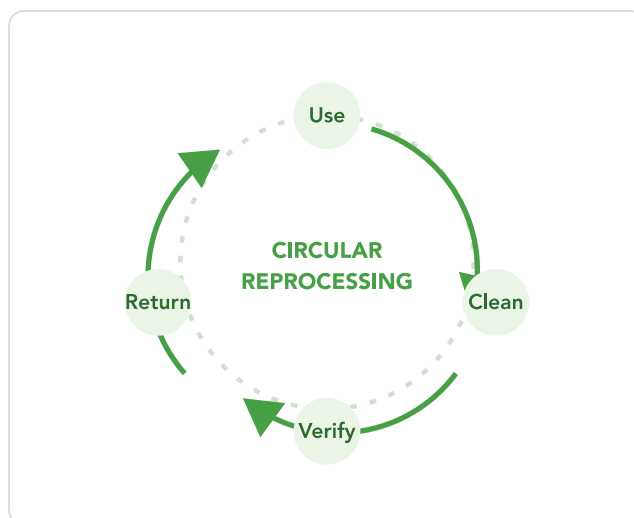 Use
CIRCULAR
REPROCESSING
Return
Clean
Verify